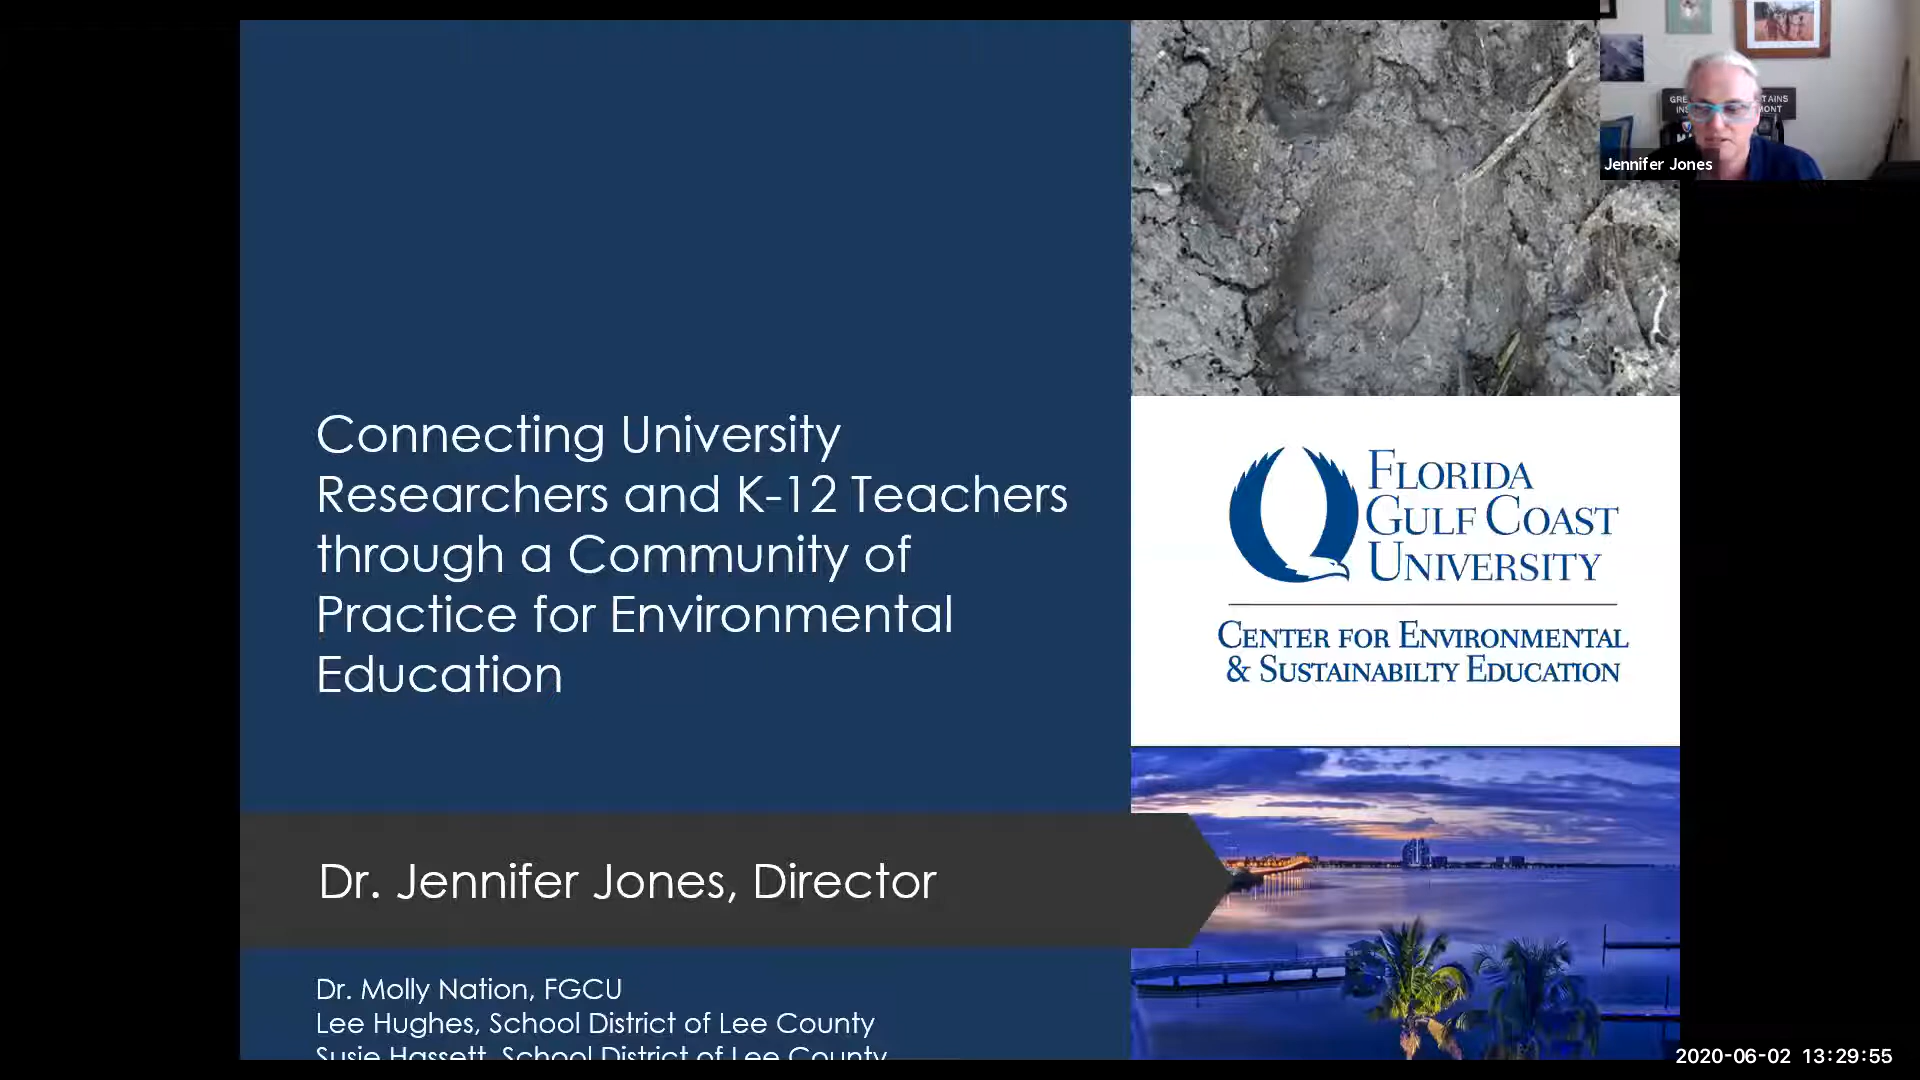 Connecting University
Researchers and K-12 Teachers
through a Community of
Practice for Environmental
Education
Dr. Jennifer Jones, Director
Dr. Molly Nation, FGCU
Lee Hughes, School District of Lee County
Susie Hassett, School District of Lee County
FLORIDA
GULF COAST
UNIVERSITY
CENTER FOR ENVIRONMENTAL
& SUSTAINABILTY EDUCATION
Jennifer Jones
2020-06-02 13:29:55